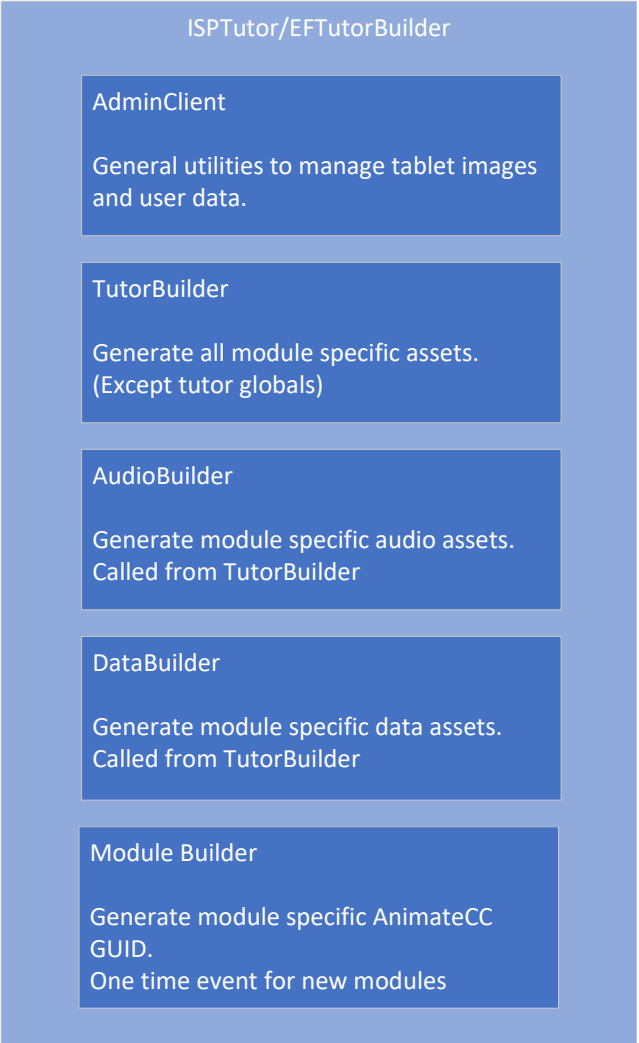 ISPTutor/EFTutorBuilder
AdminClient
General utilities to manage tablet images
and user data.
TutorBuilder
Generate all module specific assets.
(Except tutor globals)
AudioBuilder
Generate module specific audio assets.
Called from TutorBuilder
DataBuilder
Generate module specific data assets.
Called from TutorBuilder
Module Builder
Generate module specific AnimateCC
GUID.
One time event for new modules